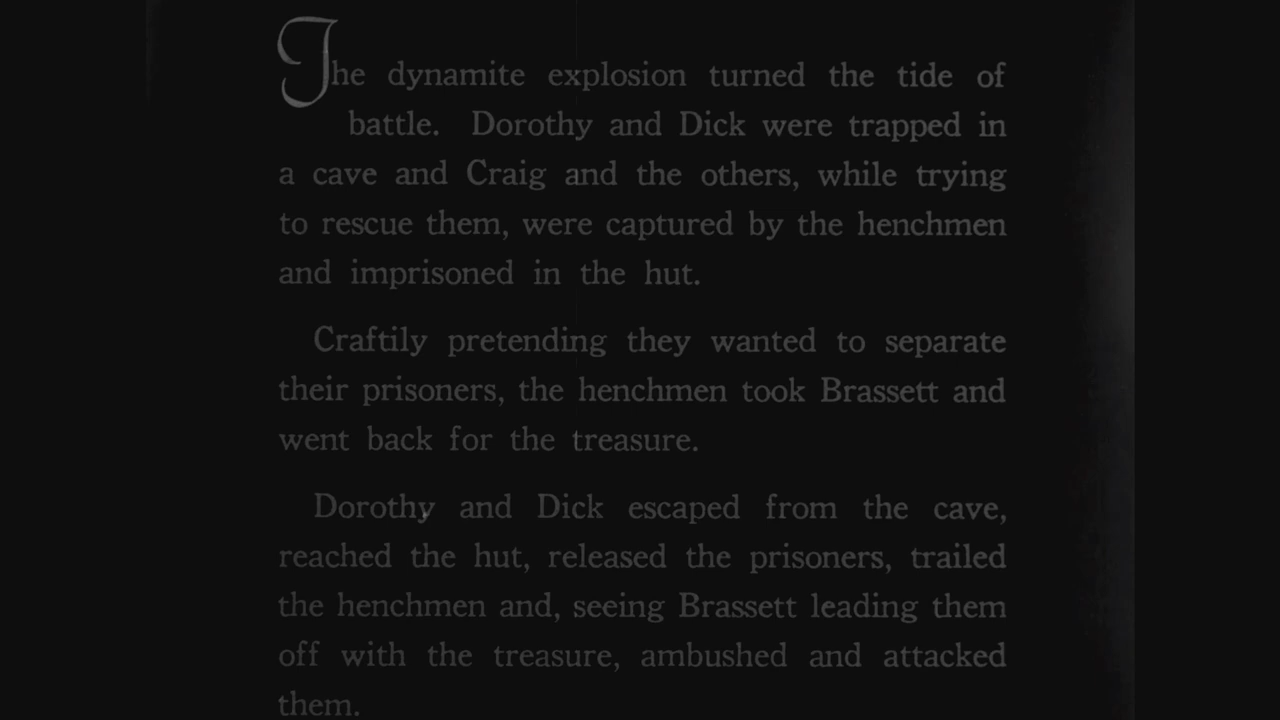 The dynamite explosion turned the tide of
battle. Dorothy and Dick were trapped in
a cave and Craig and the others, while trying
to rescue them, were captured by the henchmen
and imprisoned in the hut.
Craftily pretending they wanted to separate
their prisoners, the henchmen took Brassett and
went back for the treasure.
Dorothy and Dick escaped from the cave,
reached the hut, released the prisoners, trailed
the henchmen and, seeing Brassett leading them
off with the treasure, ambushed and attacked
them.